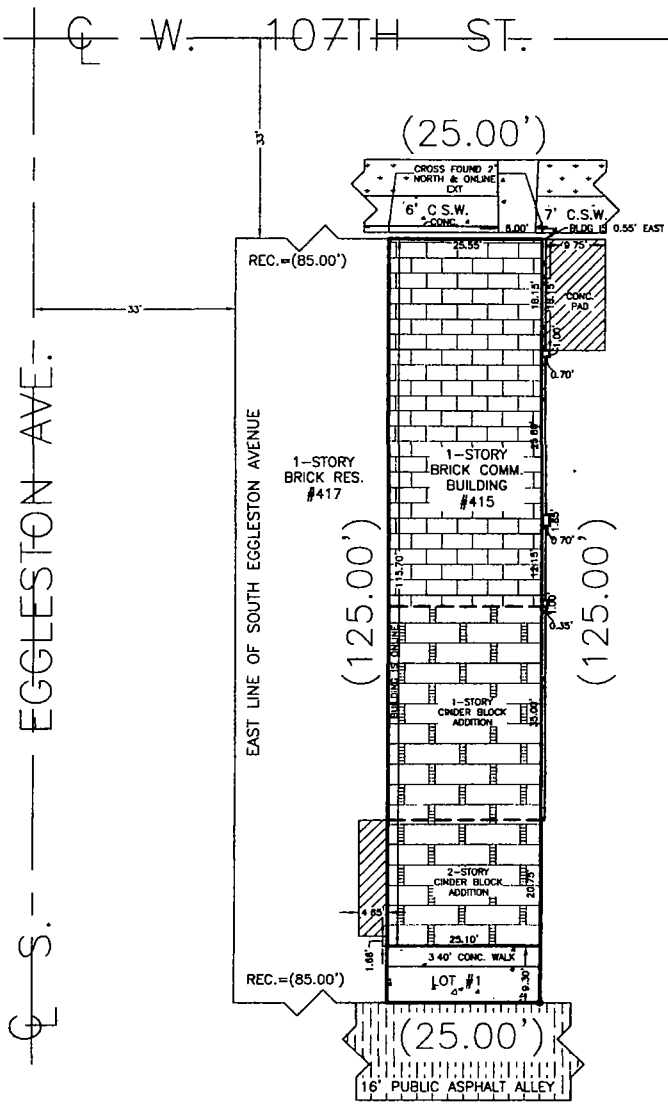 C L W. 107TH ST.
33'
(25.00')
CROSS FOUND 2'
NORTH & ONLINE
EXT
6' C.S.W.
CONC.
6.00'
7' C.S.W.
BLDG IS 0.55' EAST
REC.=(85.00')
25.55'
9.75'
33'
18.15'
18.15'
CONC.
PAD
1.00'
0.70'
1-STORY
BRICK RES.
#417
1-STORY
BRICK COMM.
BUILDING
#415
EAST LINE OF SOUTH EGGLESTON AVENUE
C L S. EGGLESTON AVE.
1.85'
0.70'
(125.00')
115.70'
12.15'
(125.00')
1.00'
0.35'
BUILDING IS ONLINE
1-STORY
CINDER BLOCK
ADDITION
35.00'
2-STORY
CINDER BLOCK
ADDITION
20.75'
4.65'
25.10'
1.66'
3.40' CONC. WALK
REC.=(85.00')
LOT #1
9.30'
(25.00')
16' PUBLIC ASPHALT ALLEY